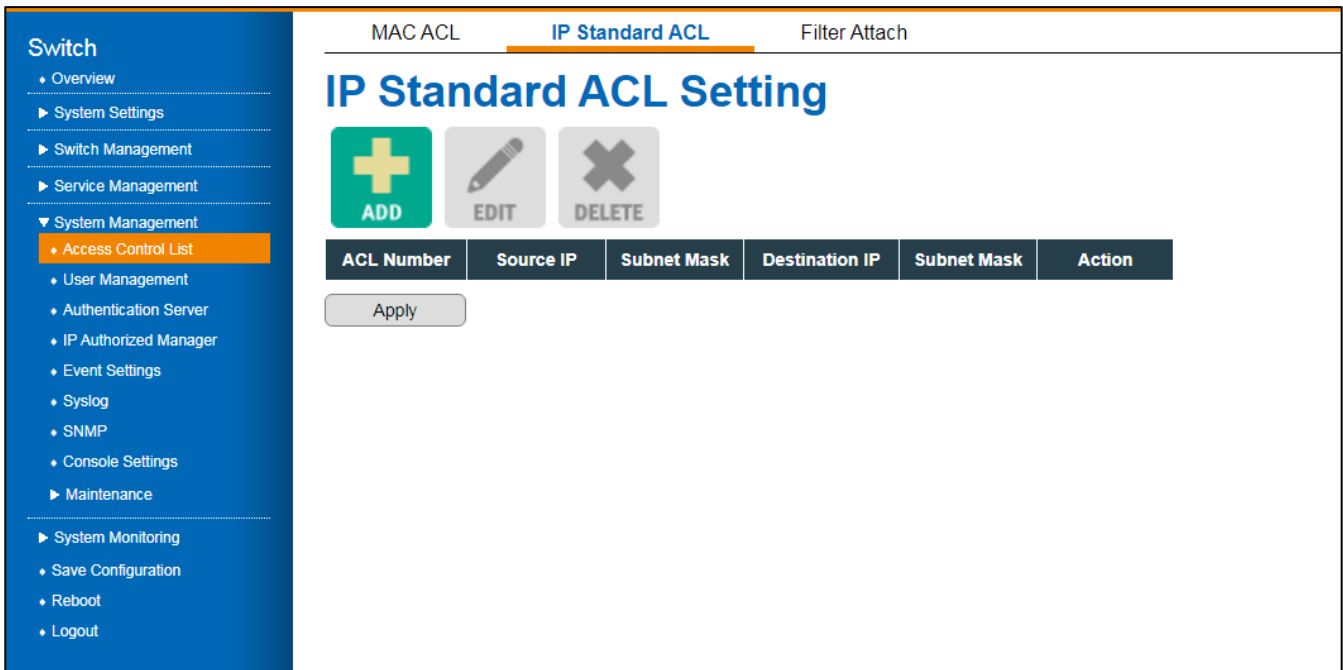 Switch
Overview
System Settings
Switch Management
Service Management
System Management
Access Control List
User Management
Authentication Server
IP Authorized Manager
Event Settings
Syslog
SNMP
Console Settings
Maintenance
System Monitoring
Save Configuration
Reboot
Logout
MAC ACL IP Standard ACL Filter Attach
IP Standard ACL Setting
ADD EDIT DELETE
ACL Number Source IP Subnet Mask Destination IP Subnet Mask Action
Apply